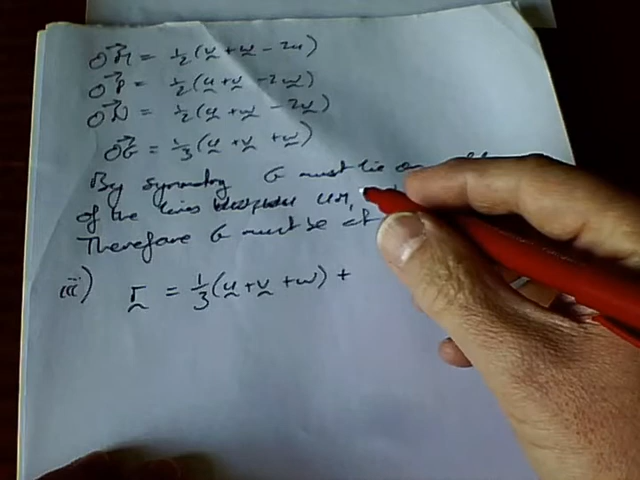 OM = ½(v + w - 2u)
OP = ½(u + v - 2w)
ON = ½(u + w - 2v)
OG = 1/3(u + v + w)
By symmetry G must lie on
of the lines UM,
Therefore G must be
iii) r = 1/3(u + v + w) +